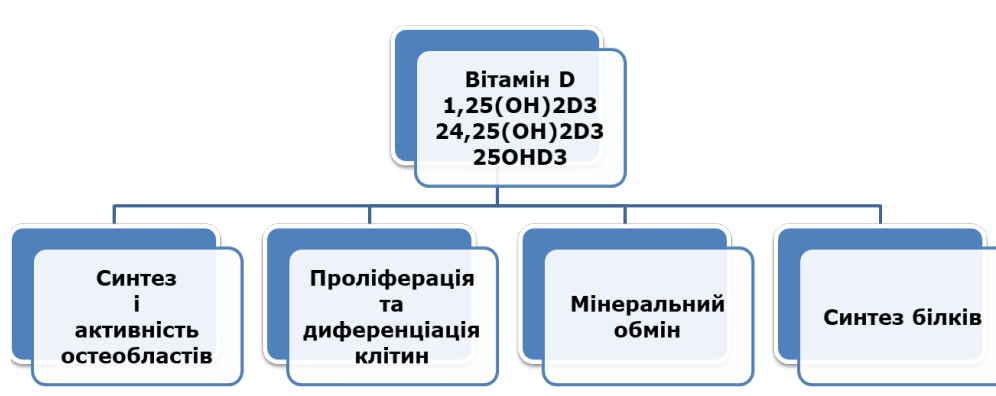 Вітамін D
1,25(OH)2D3
24,25(OH)2D3
25OHD3
Синтез
і
активність
остеобластів
Проліферація
та
диференціація
клітин
Мінеральний
обмін
Синтез білків